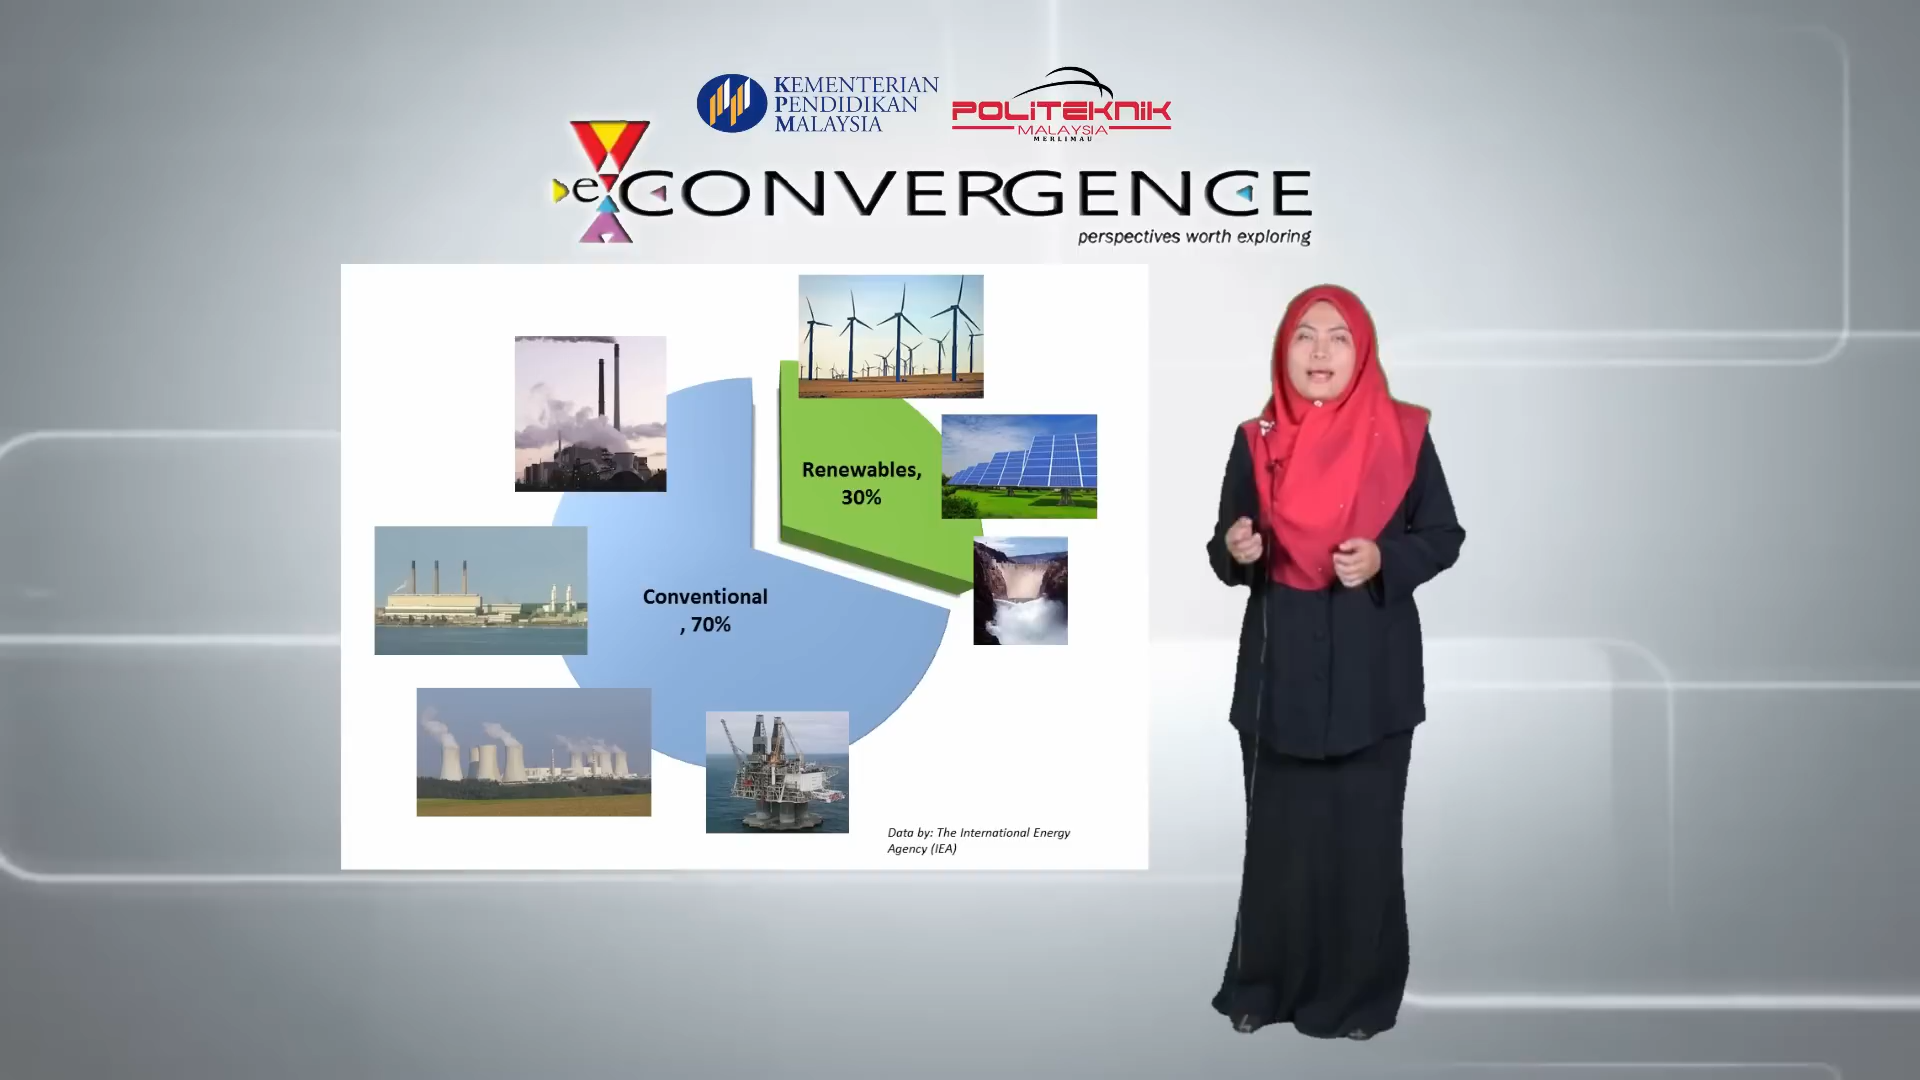 KEMENTERIAN
PENDIDIKAN
MALAYSIA
POLITEKNIK
MALAYSIA
MERLIMAU
eCONVERGENCE
perspectives worth exploring
Renewables,
30%
Conventional
, 70%
Data by: The International Energy
Agency (IEA)